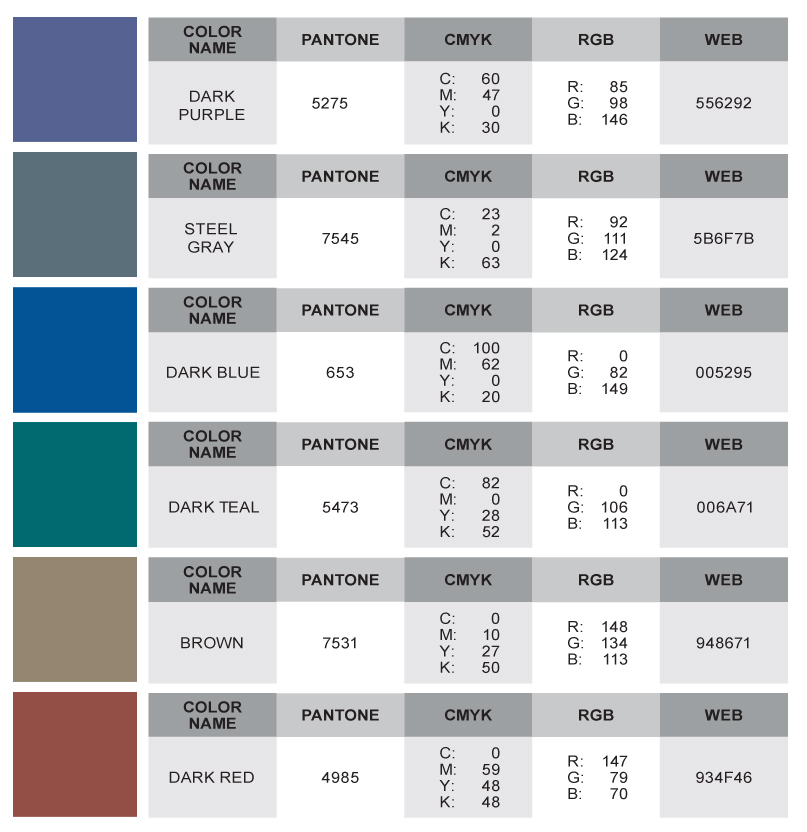 COLOR NAME PANTONE CMYK RGB WEB
DARK PURPLE 5275 C: 60 M: 47 Y: 0 K: 30 R: 85 G: 98 B: 146 556292
COLOR NAME PANTONE CMYK RGB WEB
STEEL GRAY 7545 C: 23 M: 2 Y: 0 K: 63 R: 92 G: 111 B: 124 5B6F7B
COLOR NAME PANTONE CMYK RGB WEB
DARK BLUE 653 C: 100 M: 62 Y: 0 K: 20 R: 0 G: 82 B: 149 005295
COLOR NAME PANTONE CMYK RGB WEB
DARK TEAL 5473 C: 82 M: 0 Y: 28 K: 52 R: 0 G: 106 B: 113 006A71
COLOR NAME PANTONE CMYK RGB WEB
BROWN 7531 C: 0 M: 10 Y: 27 K: 50 R: 148 G: 134 B: 113 948671
COLOR NAME PANTONE CMYK RGB WEB
DARK RED 4985 C: 0 M: 59 Y: 48 K: 48 R: 147 G: 79 B: 70 934F46